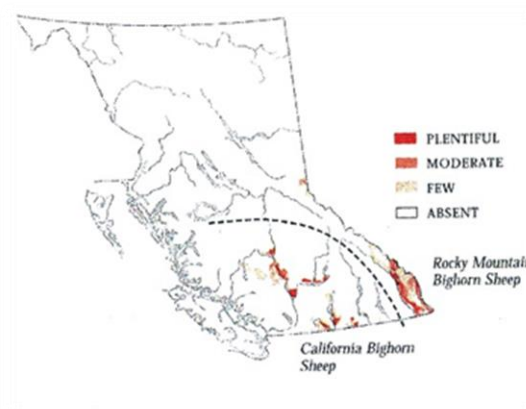 PLENTIFUL
MODERATE
FEW
ABSENT
Rocky Mountain
Bighorn Sheep
California Bighorn
Sheep